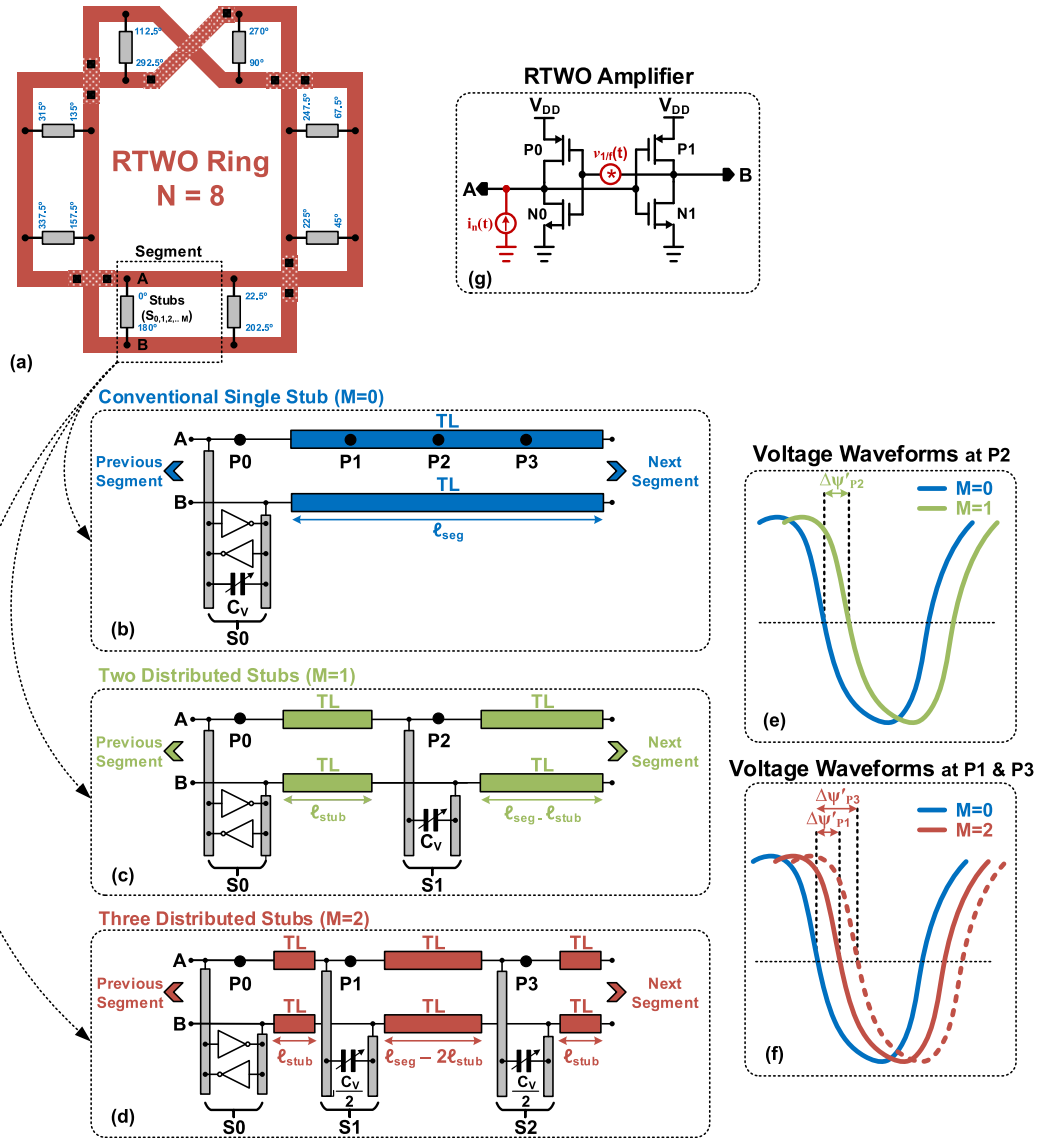 112.5°
292.5°
270°
90°
315°
135°
247.5°
67.5°
RTWO Ring
N = 8
337.5°
157.5°
225°
45°
Segment
A
0°
Stubs
(S0,1,2,.. M)
180°
B
22.5°
202.5°
(a)
RTWO Amplifier
VDD
VDD
P0
P1
v1/f(t)
*
A
B
N0
N1
in(t)
(g)
Conventional Single Stub (M=0)
TL
A
P0
P1
P2
P3
Previous
Segment
Next
Segment
B
TL
ℓseg
CV
S0
(b)
Two Distributed Stubs (M=1)
TL
TL
A
P0
P2
Previous
Segment
Next
Segment
B
TL
TL
ℓstub
ℓseg - ℓstub
CV
S0
S1
(c)
Three Distributed Stubs (M=2)
TL
TL
TL
A
P0
P1
P3
Previous
Segment
Next
Segment
B
TL
TL
TL
ℓstub
ℓseg – 2ℓstub
ℓstub
CV
2
CV
2
S0
S1
S2
(d)
Voltage Waveforms at P2
Δψ'P2
M=0
M=1
(e)
Voltage Waveforms at P1 & P3
Δψ'P3
Δψ'P1
M=0
M=2
(f)